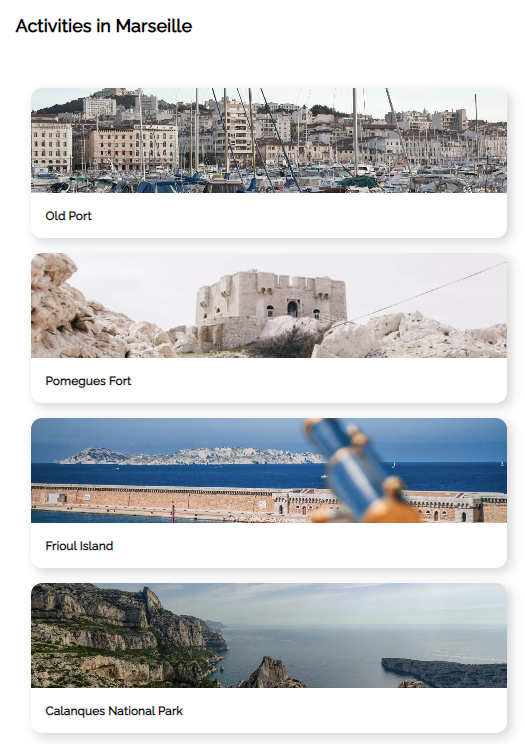 Activities in Marseille
Old Port
Pomegues Fort
Frioul Island
Calanques National Park